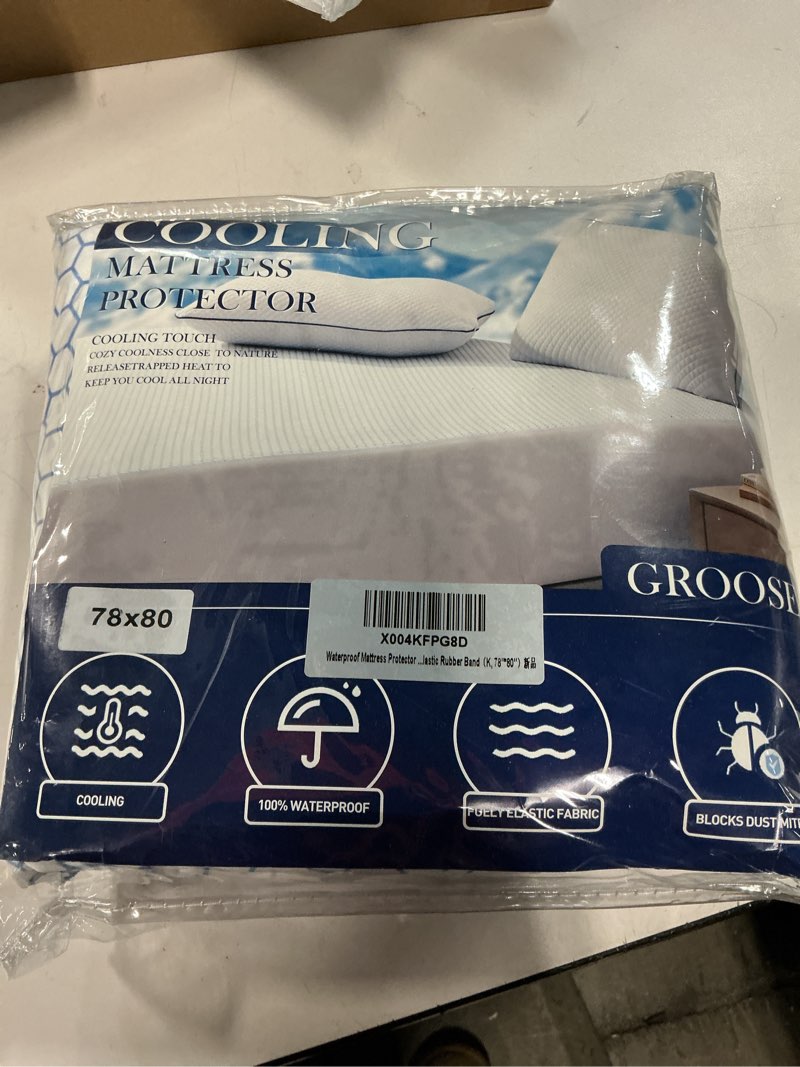 COOLING
MATTRESS
PROTECTOR
COOLING TOUCH
COZY COOLNESS CLOSE TO NATURE
RELEASETRAPPED HEAT TO
KEEP YOU COOL ALL NIGHT
GROOSE
78x80
X004KFPG8D
Waterproof Mattress Protector ...lastic Rubber Band (K, 78"*80") 新品
COOLING
100% WATERPROOF
ELASTIC FABRIC
BLOCKS DUST MITE